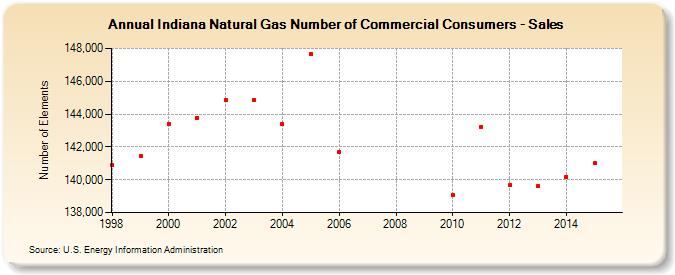 Annual Indiana Natural Gas Number of Commercial Consumers - Sales
Number of Elements
148,000
146,000
144,000
142,000
140,000
138,000
1998 2000 2002 2004 2006 2008 2010 2012 2014
Source: U.S. Energy Information Administration